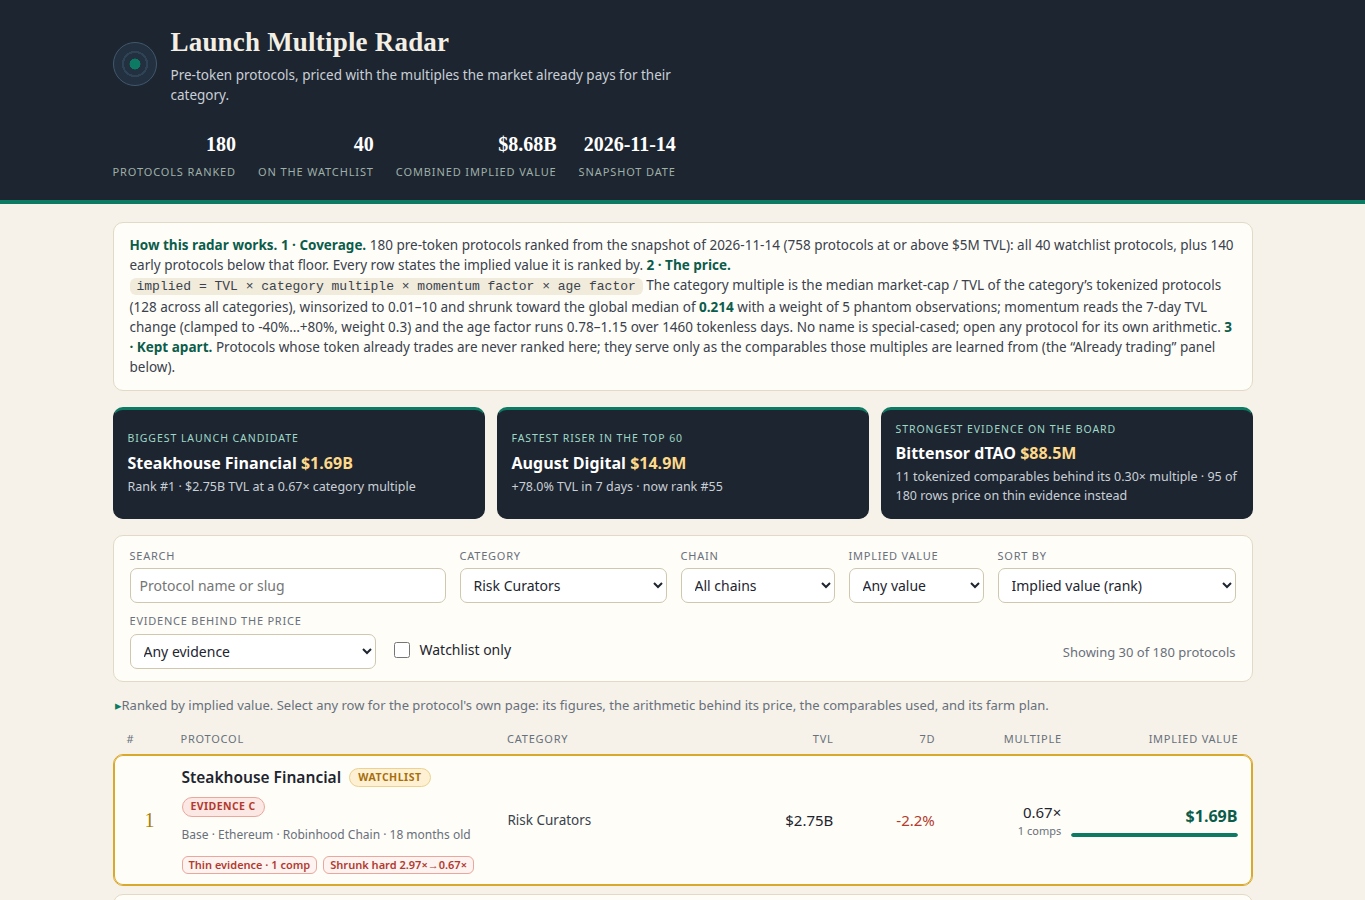 Launch Multiple Radar
Pre-token protocols, priced with the multiples the market already pays for their
category.
180 40 $8.68B 2026-11-14
PROTOCOLS RANKED ON THE WATCHLIST COMBINED IMPLIED VALUE SNAPSHOT DATE
How this radar works. 1 · Coverage. 180 pre-token protocols ranked from the snapshot of 2026-11-14 (758 protocols at or above $5M TVL): all 40 watchlist protocols, plus 140
early protocols below that floor. Every row states the implied value it is ranked by. 2 · The price.
implied = TVL × category multiple × momentum factor × age factor The category multiple is the median market-cap / TVL of the category's tokenized protocols
(128 across all categories), winsorized to 0.01–10 and shrunk toward the global median of 0.214 with a weight of 5 phantom observations; momentum reads the 7-day TVL
change (clamped to -40%…+80%, weight 0.3) and the age factor runs 0.78–1.15 over 1460 tokenless days. No name is special-cased; open any protocol for its own arithmetic. 3
· Kept apart. Protocols whose token already trades are never ranked here; they serve only as the comparables those multiples are learned from (the “Already trading” panel
below).
BIGGEST LAUNCH CANDIDATE
Steakhouse Financial $1.69B
Rank #1 · $2.75B TVL at a 0.67× category multiple
FASTEST RISER IN THE TOP 60
August Digital $14.9M
+78.0% TVL in 7 days · now rank #55
STRONGEST EVIDENCE ON THE BOARD
Bittensor dTAO $88.5M
11 tokenized comparables behind its 0.30× multiple · 95 of
180 rows price on thin evidence instead
SEARCH CATEGORY CHAIN IMPLIED VALUE SORT BY
Protocol name or slug Risk Curators All chains Any value Implied value (rank)
EVIDENCE BEHIND THE PRICE
Any evidence Watchlist only Showing 30 of 180 protocols
▸Ranked by implied value. Select any row for the protocol's own page: its figures, the arithmetic behind its price, the comparables used, and its farm plan.
# PROTOCOL CATEGORY TVL 7D MULTIPLE IMPLIED VALUE
Steakhouse Financial WATCHLIST
EVIDENCE C
1 Risk Curators $2.75B -2.2% 0.67× $1.69B
1 comps
Base · Ethereum · Robinhood Chain · 18 months old
Thin evidence · 1 comp Shrunk hard 2.97×→0.67×